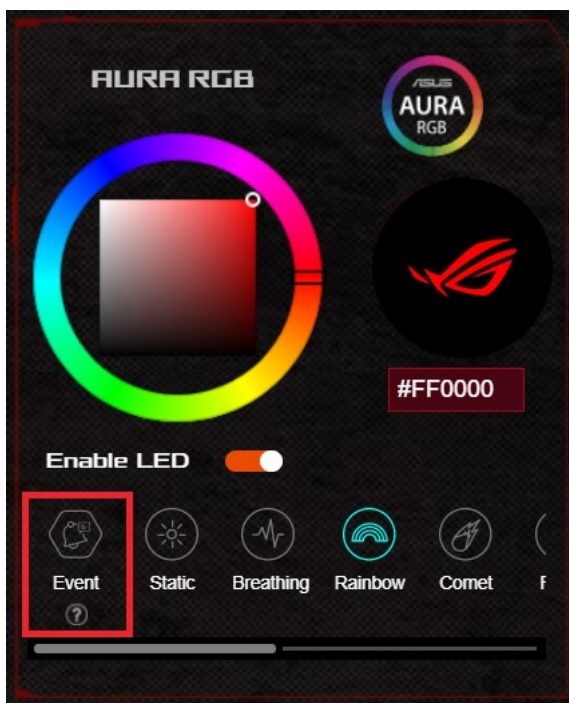 AURA RGB
ASUS
AURA
RGB
#FF0000
Enable LED
Event
Static
Breathing
Rainbow
Comet
?